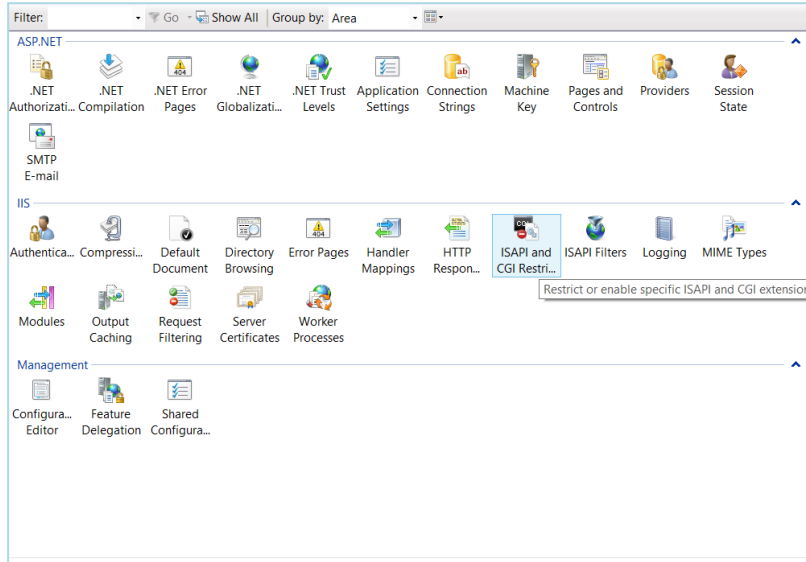 Filter: Go Show All Group by: Area
ASP.NET
.NET Authorizati... .NET Compilation .NET Error Pages .NET Globalizati... .NET Trust Levels Application Settings Connection Strings Machine Key Pages and Controls Providers Session State
SMTP E-mail
IIS
Authentica... Compressi... Default Document Directory Browsing Error Pages Handler Mappings HTTP Respon... ISAPI and CGI Restri... ISAPI Filters Logging MIME Types
Restrict or enable specific ISAPI and CGI extension
Modules Output Caching Request Filtering Server Certificates Worker Processes
Management
Configura... Editor Feature Delegation Shared Configura...